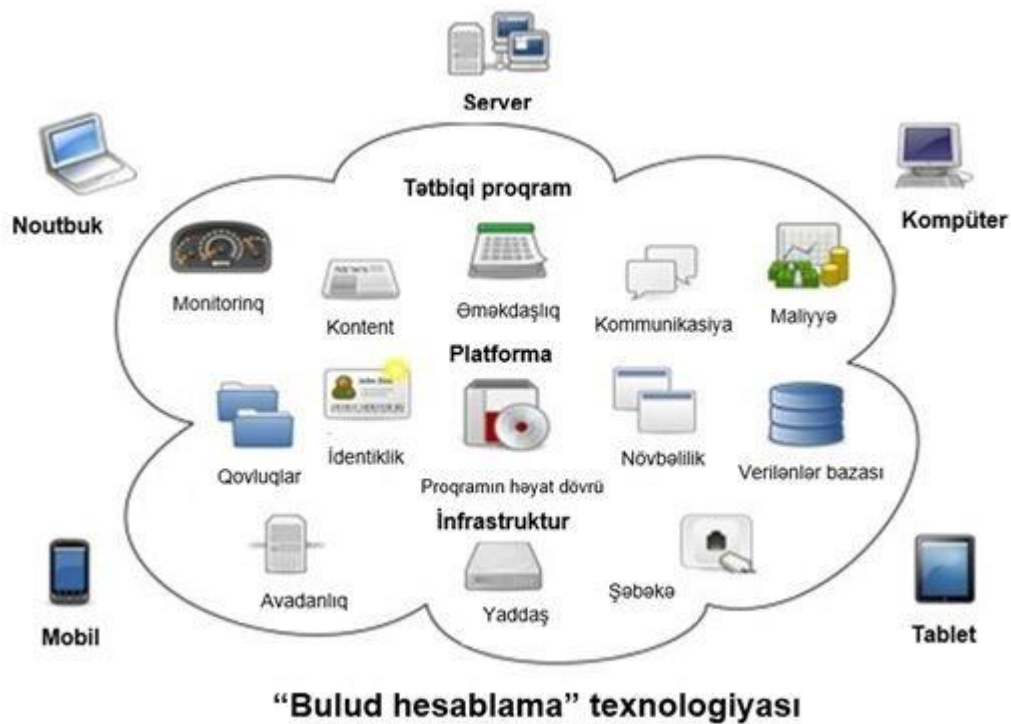 Server
Noutbuk
Kompüter
Tətbiqi proqram
Monitorinq
NEWS
Kontent
Əməkdaşlıq
Kommunikasiya
Maliyyə
Platforma
Qovluqlar
İdentiklik
Proqramın həyat dövrü
Növbəlilik
Verilənlər bazası
İnfrastruktur
Avadanlıq
Yaddaş
Şəbəkə
Mobil
Tablet
“Bulud hesablama” texnologiyası